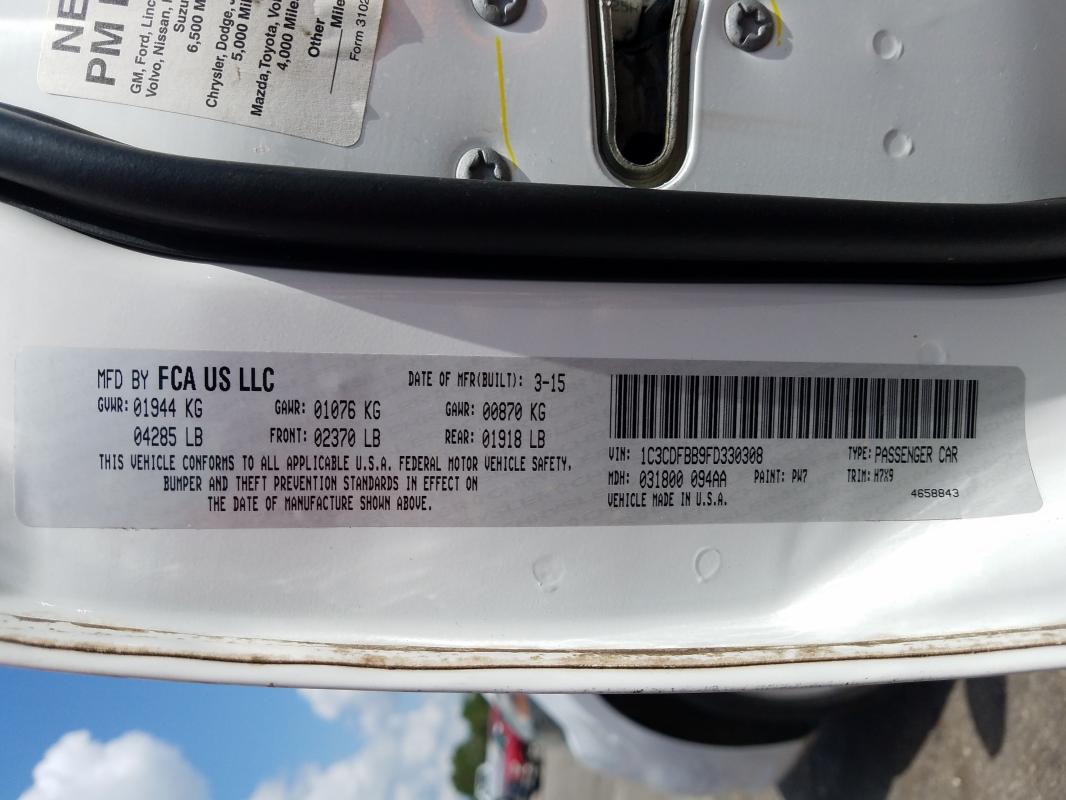 NE
PM
GM, Ford, Linc
Volvo, Nissan,
Suzu
6,500 M
Chrysler, Dodge, J
5,000 Mil
Mazda, Toyota, Vol
4,000 Mile
Other
____Mile
Form 3102
MFD BY FCA US LLC
DATE OF MFR(BUILT): 3-15
GVWR: 01944 KG GAWR: 01076 KG GAWR: 00870 KG
04285 LB FRONT: 02370 LB REAR: 01918 LB
THIS VEHICLE CONFORMS TO ALL APPLICABLE U.S.A. FEDERAL MOTOR VEHICLE SAFETY,
BUMPER AND THEFT PREVENTION STANDARDS IN EFFECT ON
THE DATE OF MANUFACTURE SHOWN ABOVE.
VIN: 1C3CDFBB9FD330308 TYPE: PASSENGER CAR
MDH: 031800 094AA PAINT: PW7 TRIM: H7X9
VEHICLE MADE IN U.S.A. 4658843